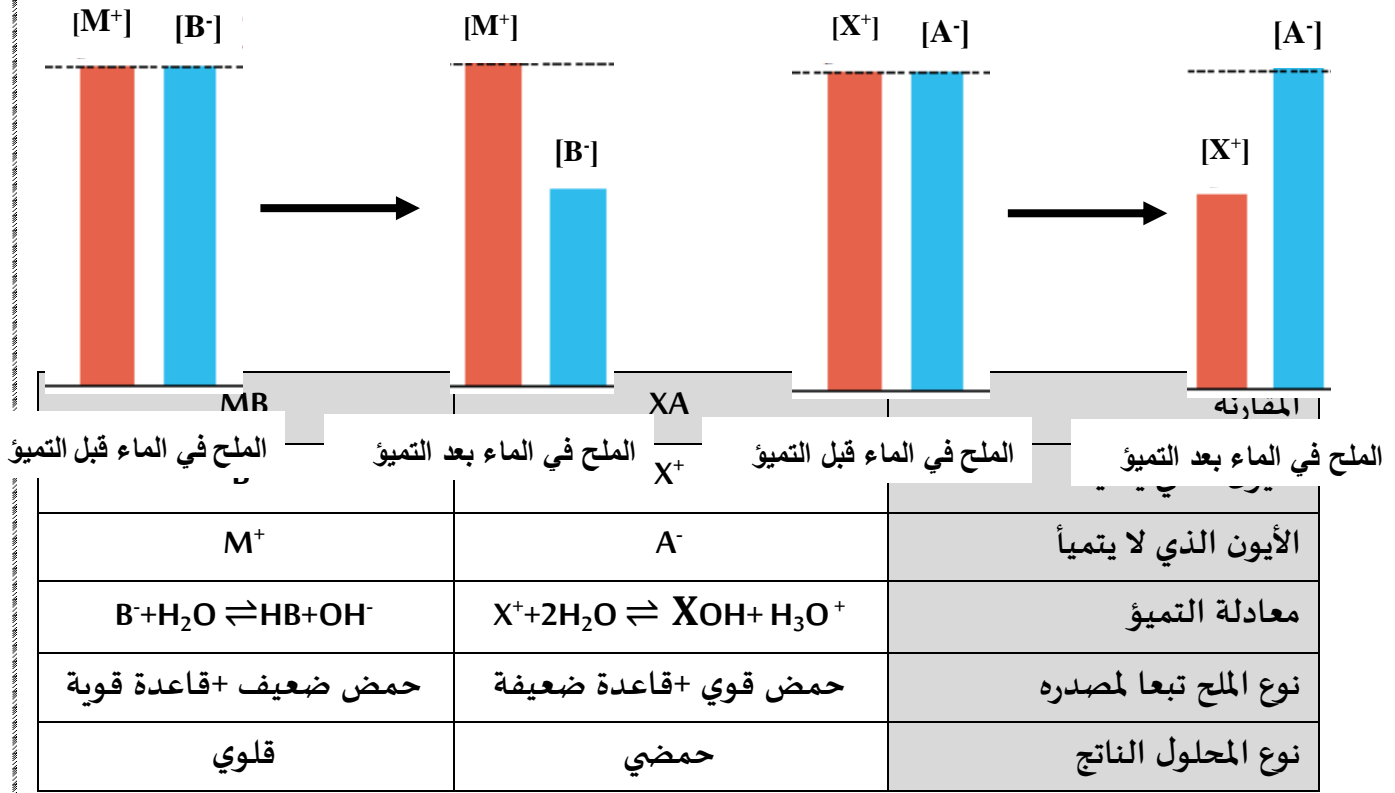 [M⁺] [B⁻] [M⁺] [X⁺] [A⁻] [A⁻]
[B⁻] [X⁺]
المقارنة XA MB
الملح في الماء قبل التميؤ الملح في الماء بعد التميؤ الملح في الماء قبل التميؤ الملح في الماء بعد التميؤ
X⁺
الأيون الذي لا يتميأ A⁻ M⁺
معادلة التميؤ X⁺+2H₂O ⇌ XOH+ H₃O⁺ B⁻+H₂O ⇌HB+OH⁻
نوع الملح تبعا لمصدره حمض قوي +قاعدة ضعيفة حمض ضعيف +قاعدة قوية
نوع المحلول الناتج حمضي قلوي